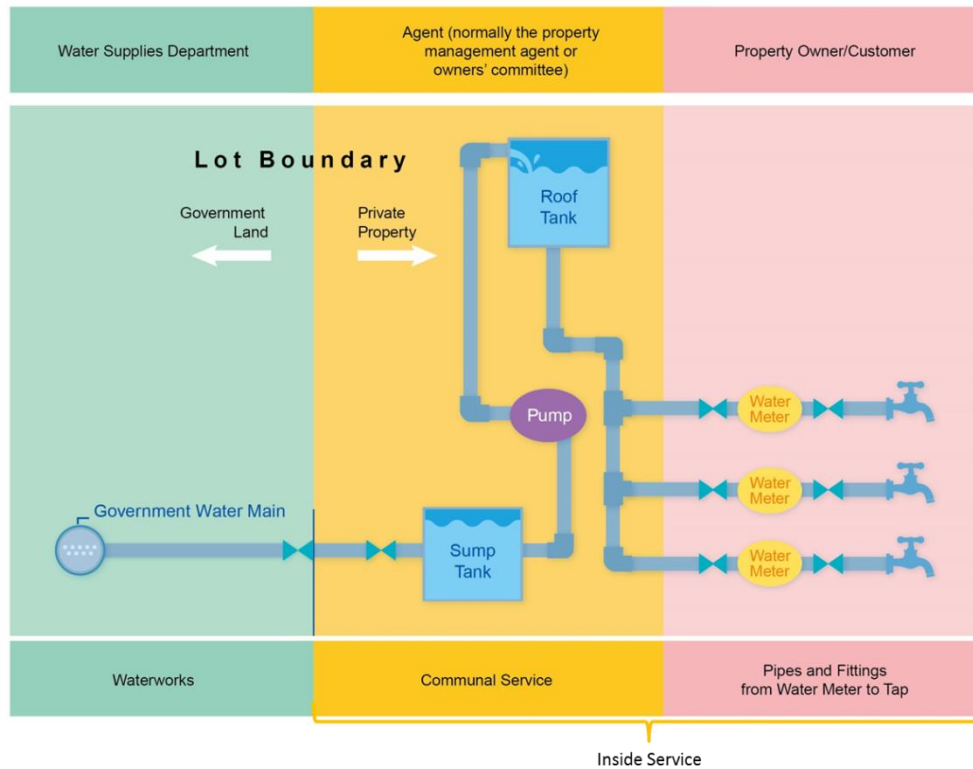 Water Supplies Department
Agent (normally the property
management agent or
owners' committee)
Property Owner/Customer
Lot Boundary
Government
Land
Private
Property
Roof
Tank
Pump
Water
Meter
Water
Meter
Water
Meter
Government Water Main
Sump
Tank
Waterworks
Communal Service
Pipes and Fittings
from Water Meter to Tap
Inside Service